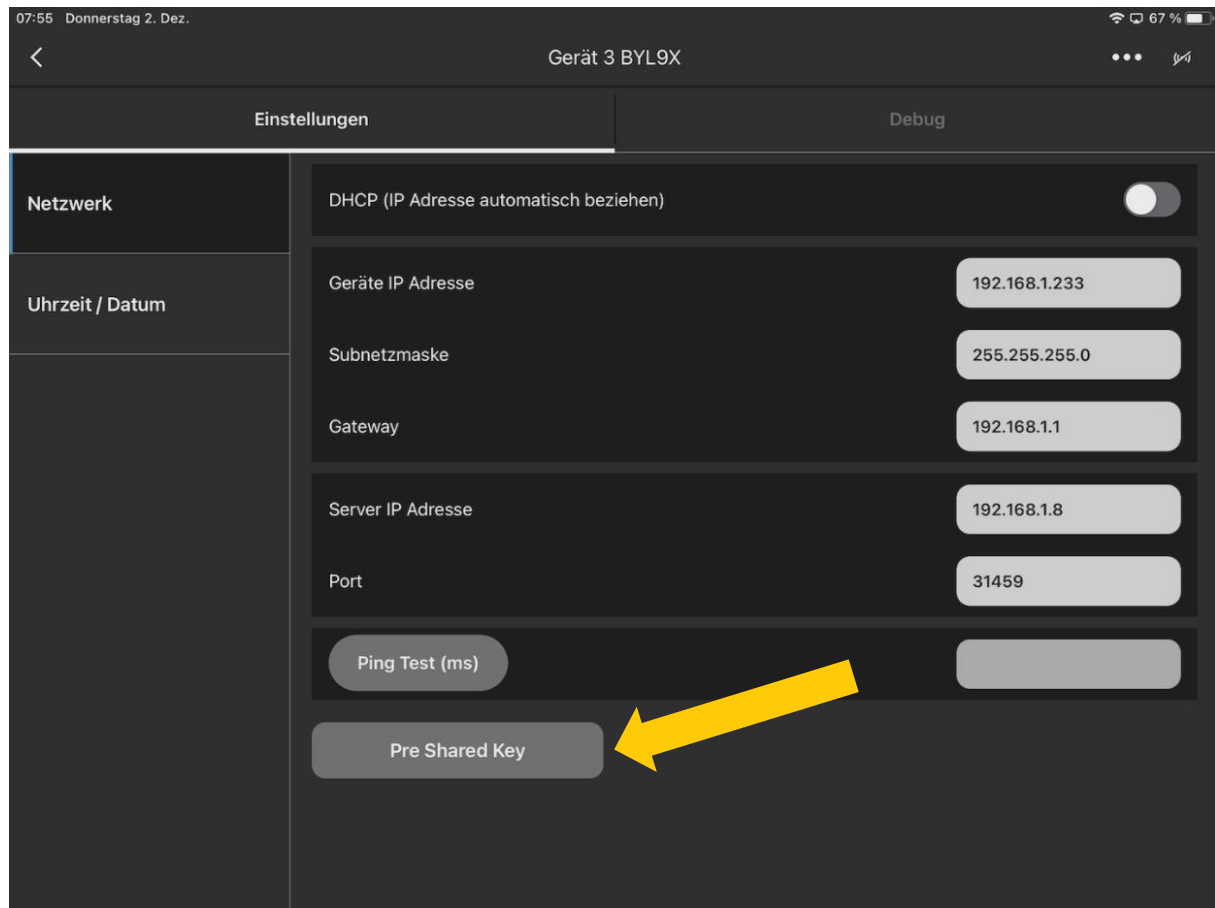 07:55 Donnerstag 2. Dez.
67 %
Gerät 3 BYL9X
Einstellungen
Debug
Netzwerk
Uhrzeit / Datum
DHCP (IP Adresse automatisch beziehen)
Geräte IP Adresse
192.168.1.233
Subnetzmaske
255.255.255.0
Gateway
192.168.1.1
Server IP Adresse
192.168.1.8
Port
31459
Ping Test (ms)
Pre Shared Key